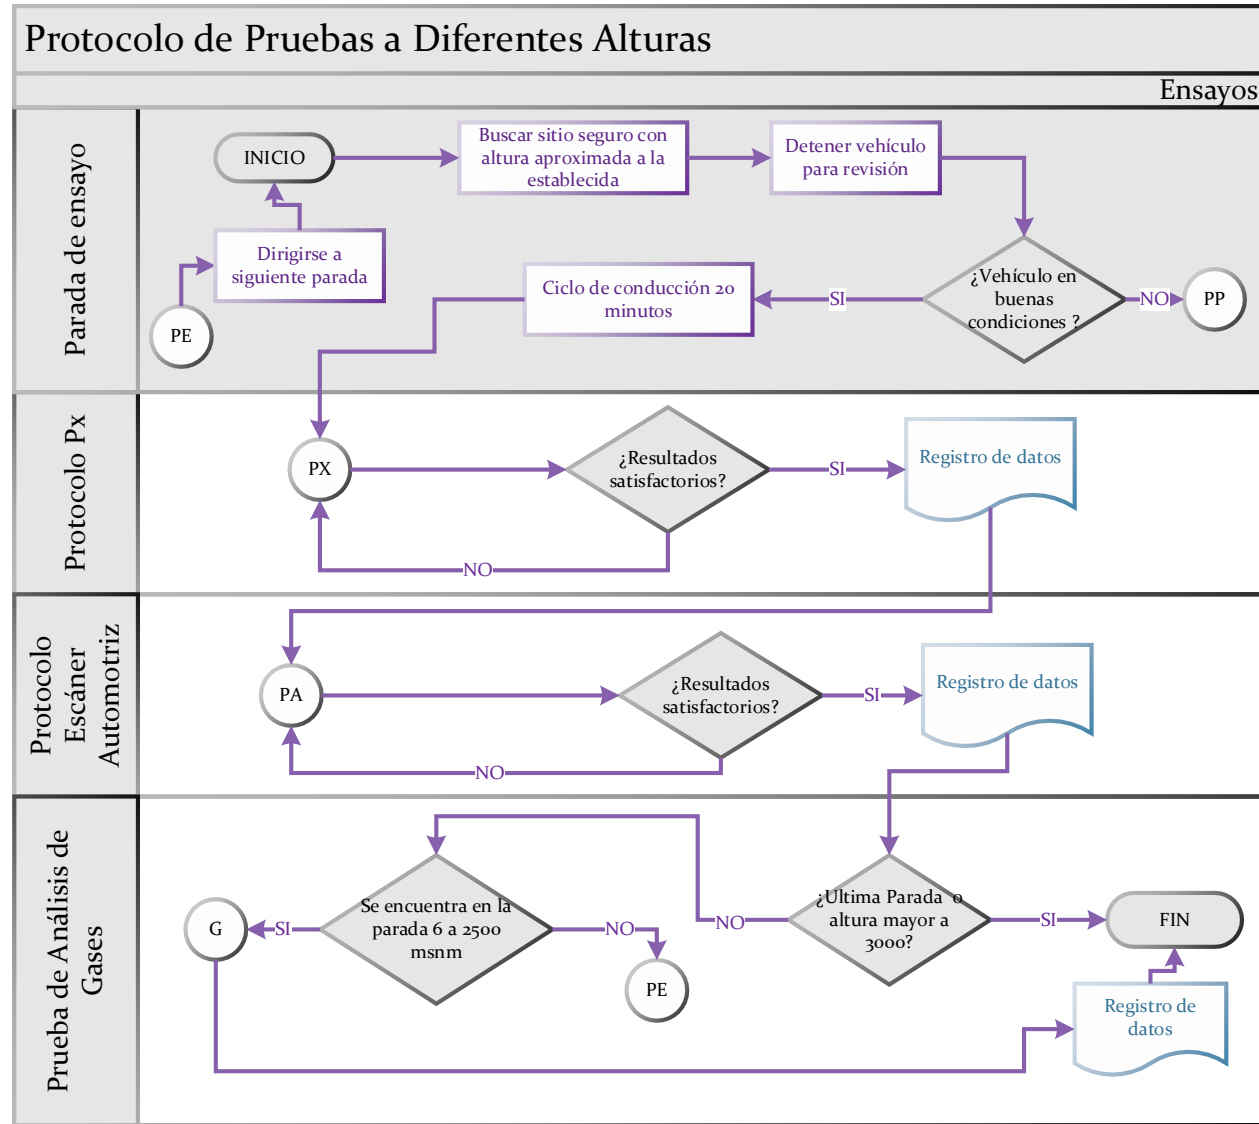 Protocolo de Pruebas a Diferentes Alturas
Ensayos
Parada de ensayo
INICIO
Buscar sitio seguro con
altura aproximada a la
establecida
Detener vehículo
para revisión
Dirigirse a
siguiente parada
PE
Ciclo de conducción 20
minutos
SI
¿Vehículo en
buenas
condiciones ?
NO
PP
Protocolo Px
PX
¿Resultados
satisfactorios?
SI
Registro de datos
NO
Protocolo
Escáner
Automotriz
PA
¿Resultados
satisfactorios?
SI
Registro de datos
NO
Prueba de Análisis de
Gases
G
SI
Se encuentra en la
parada 6 a 2500
msnm
NO
PE
NO
¿Ultima Parada o
altura mayor a
3000?
SI
FIN
Registro de
datos